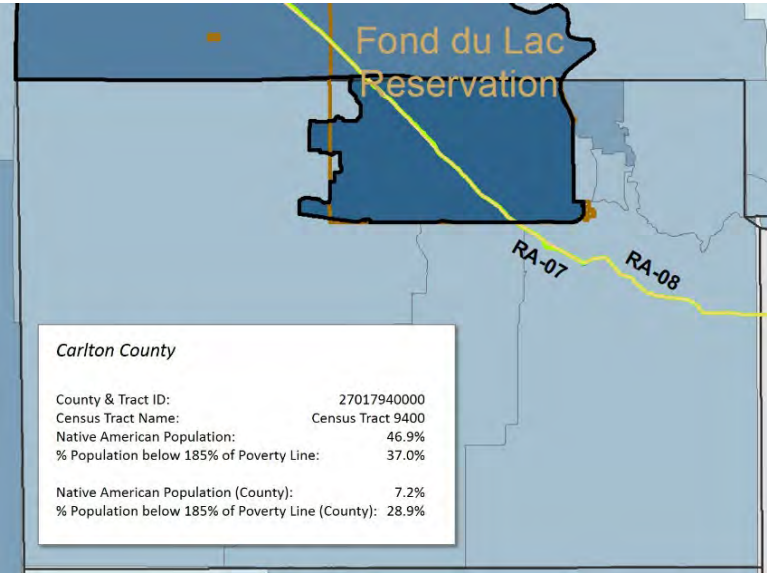 Fond du Lac
Reservation
RA-07
RA-08
Carlton County
County & Tract ID: 27017940000
Census Tract Name: Census Tract 9400
Native American Population: 46.9%
% Population below 185% of Poverty Line: 37.0%
Native American Population (County): 7.2%
% Population below 185% of Poverty Line (County): 28.9%